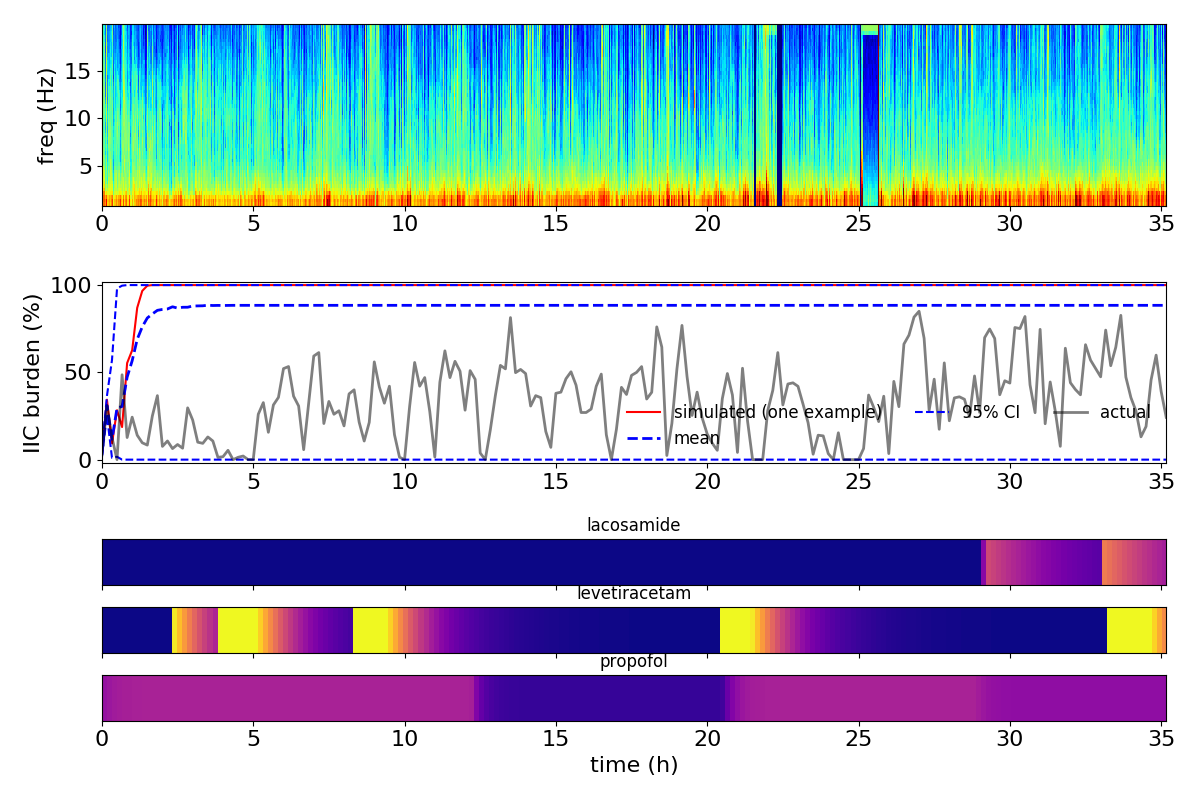 freq (Hz)
15
10
5
0 5 10 15 20 25 30 35
IIC burden (%)
100
50
0
simulated (one example)
mean
95% CI
actual
0 5 10 15 20 25 30 35
lacosamide
levetiracetam
propofol
0 5 10 15 20 25 30 35
time (h)